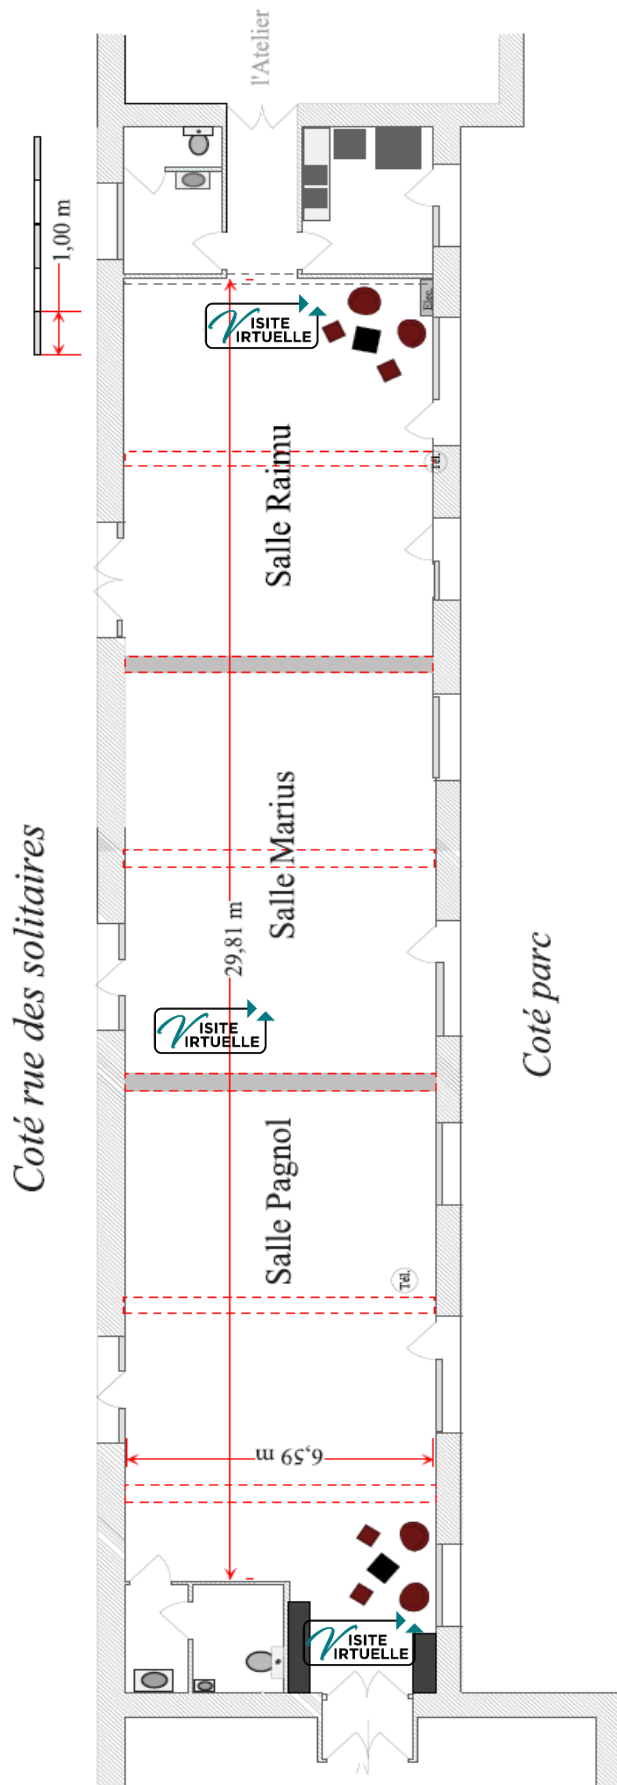 l'Atelier
1,00 m
VISITE
VIRTUELLE
Elec.
Salle Raimu
Tél.
Coté rue des solitaires
Salle Marius
29,81 m
Coté parc
VISITE
VIRTUELLE
Salle Pagnol
Tél.
6,59 m
VISITE
VIRTUELLE